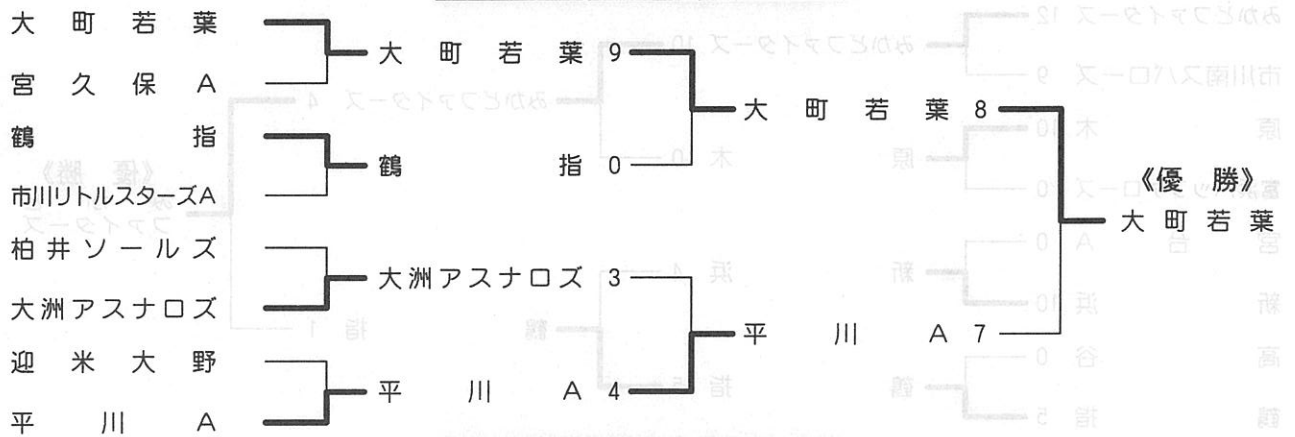 大町若葉
宮久保A
鶴指
市川リトルスターズA
柏井ソールズ
大洲アスナロズ
迎米大野
平川A
大町若葉 9
鶴指 0
大洲アスナロズ 3
平川A 4
大町若葉 8
平川A 7
《優勝》
大町若葉